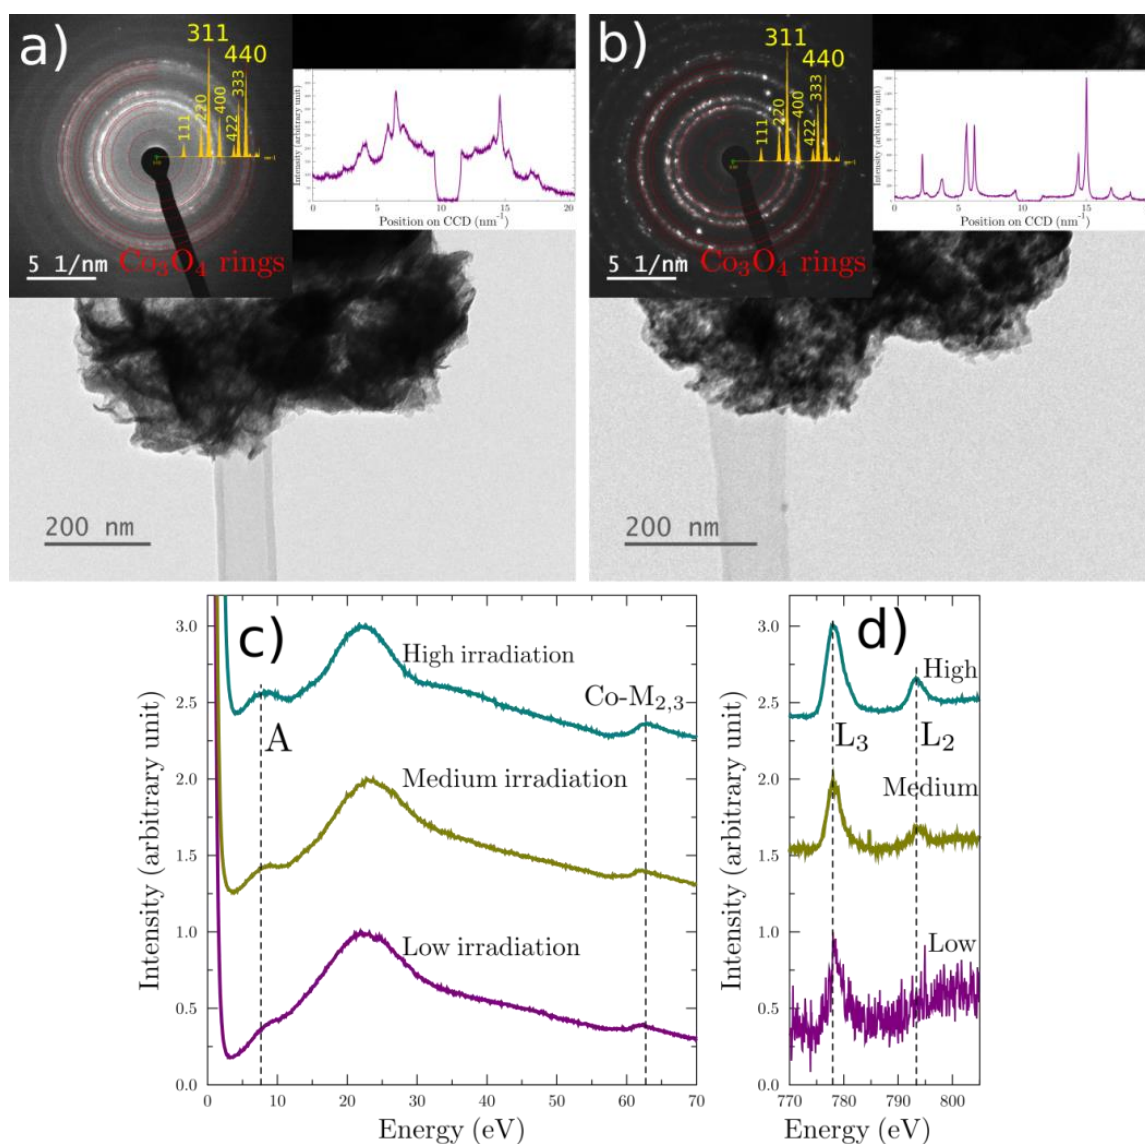 a)
311
440
220
400
333
111
422
5 1/nm
Co₃O₄ rings
Intensity (arbitrary unit)
0 5 10 15 20
Position on CCD (nm⁻¹)
200 nm
b)
311
440
220
400
333
111
422
5 1/nm
Co₃O₄ rings
Intensity (arbitrary unit)
0 5 10 15
Position on CCD (nm⁻¹)
200 nm
c)
High irradiation
Co-M₂,₃
A
Medium irradiation
Low irradiation
Intensity (arbitrary unit)
3.0
2.5
2.0
1.5
1.0
0.5
0.0
0 10 20 30 40 50 60 70
Energy (eV)
d)
High
L₃ L₂
Medium
Low
Intensity (arbitrary unit)
3.0
2.5
2.0
1.5
1.0
0.5
0.0
770 780 790 800
Energy (eV)